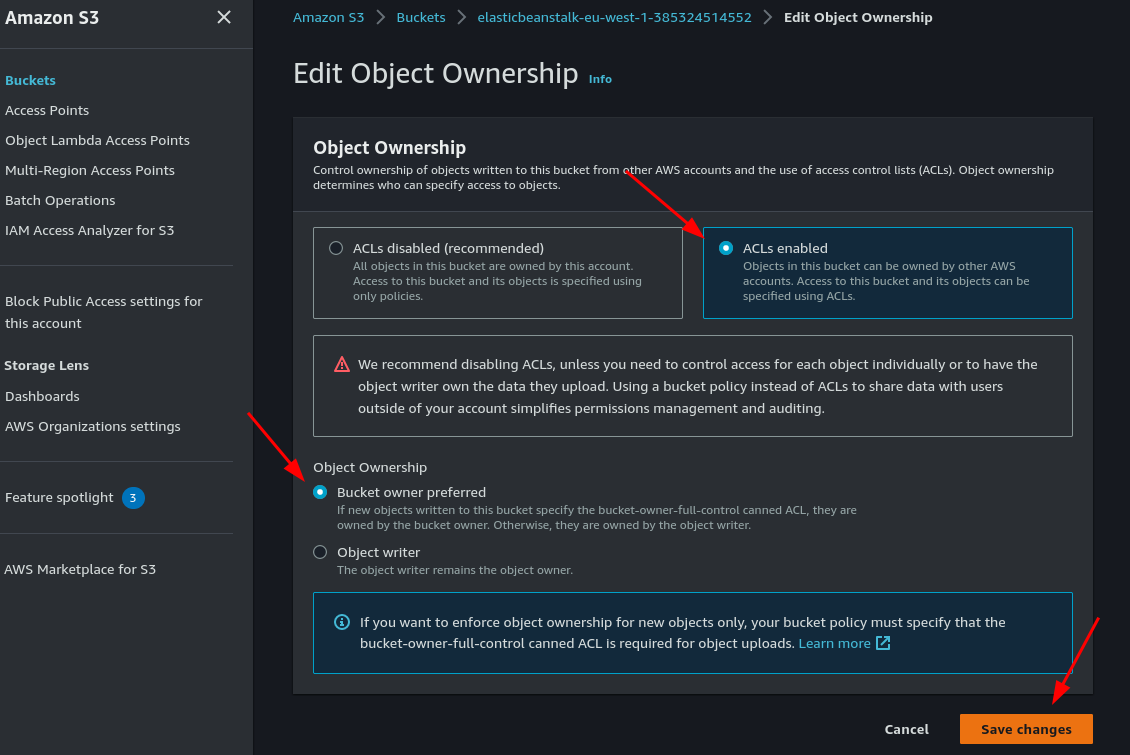 Amazon S3
Buckets
Access Points
Object Lambda Access Points
Multi-Region Access Points
Batch Operations
IAM Access Analyzer for S3
Block Public Access settings for
this account
Storage Lens
Dashboards
AWS Organizations settings
Feature spotlight 3
AWS Marketplace for S3
Amazon S3 > Buckets > elasticbeanstalk-eu-west-1-385324514552 > Edit Object Ownership
Edit Object Ownership Info
Object Ownership
Control ownership of objects written to this bucket from other AWS accounts and the use of access control lists (ACLs). Object ownership
determines who can specify access to objects.
ACLs disabled (recommended)
All objects in this bucket are owned by this account.
Access to this bucket and its objects is specified using
only policies.
ACLs enabled
Objects in this bucket can be owned by other AWS
accounts. Access to this bucket and its objects can be
specified using ACLs.
We recommend disabling ACLs, unless you need to control access for each object individually or to have the
object writer own the data they upload. Using a bucket policy instead of ACLs to share data with users
outside of your account simplifies permissions management and auditing.
Object Ownership
Bucket owner preferred
If new objects written to this bucket specify the bucket-owner-full-control canned ACL, they are
owned by the bucket owner. Otherwise, they are owned by the object writer.
Object writer
The object writer remains the object owner.
If you want to enforce object ownership for new objects only, your bucket policy must specify that the
bucket-owner-full-control canned ACL is required for object uploads. Learn more
Cancel
Save changes